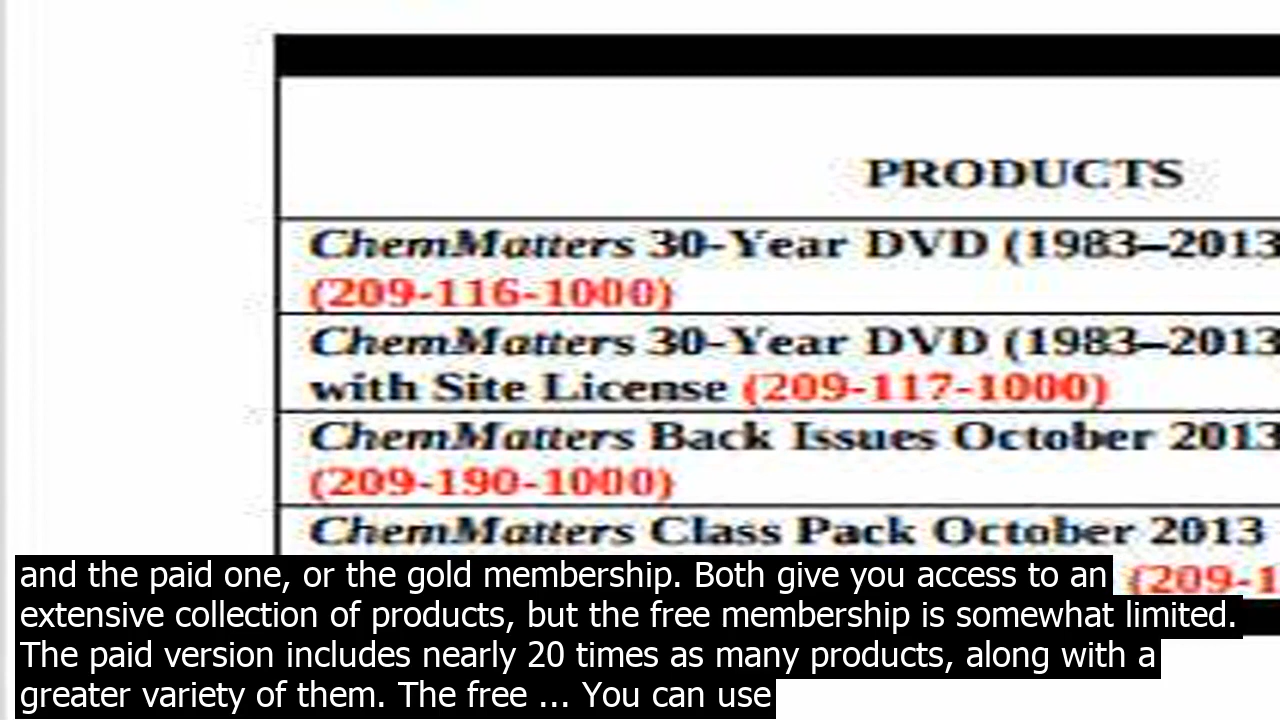 PRODUCTS
ChemMatters 30-Year DVD (1983–2013
(209-116-1000)
ChemMatters 30-Year DVD (1983–2013
with Site License (209-117-1000)
ChemMatters Back Issues October 2013
(209-190-1000)
ChemMatters Class Pack October 2013
(209-1
and the paid one, or the gold membership. Both give you access to an
extensive collection of products, but the free membership is somewhat limited.
The paid version includes nearly 20 times as many products, along with a
greater variety of them. The free ... You can use